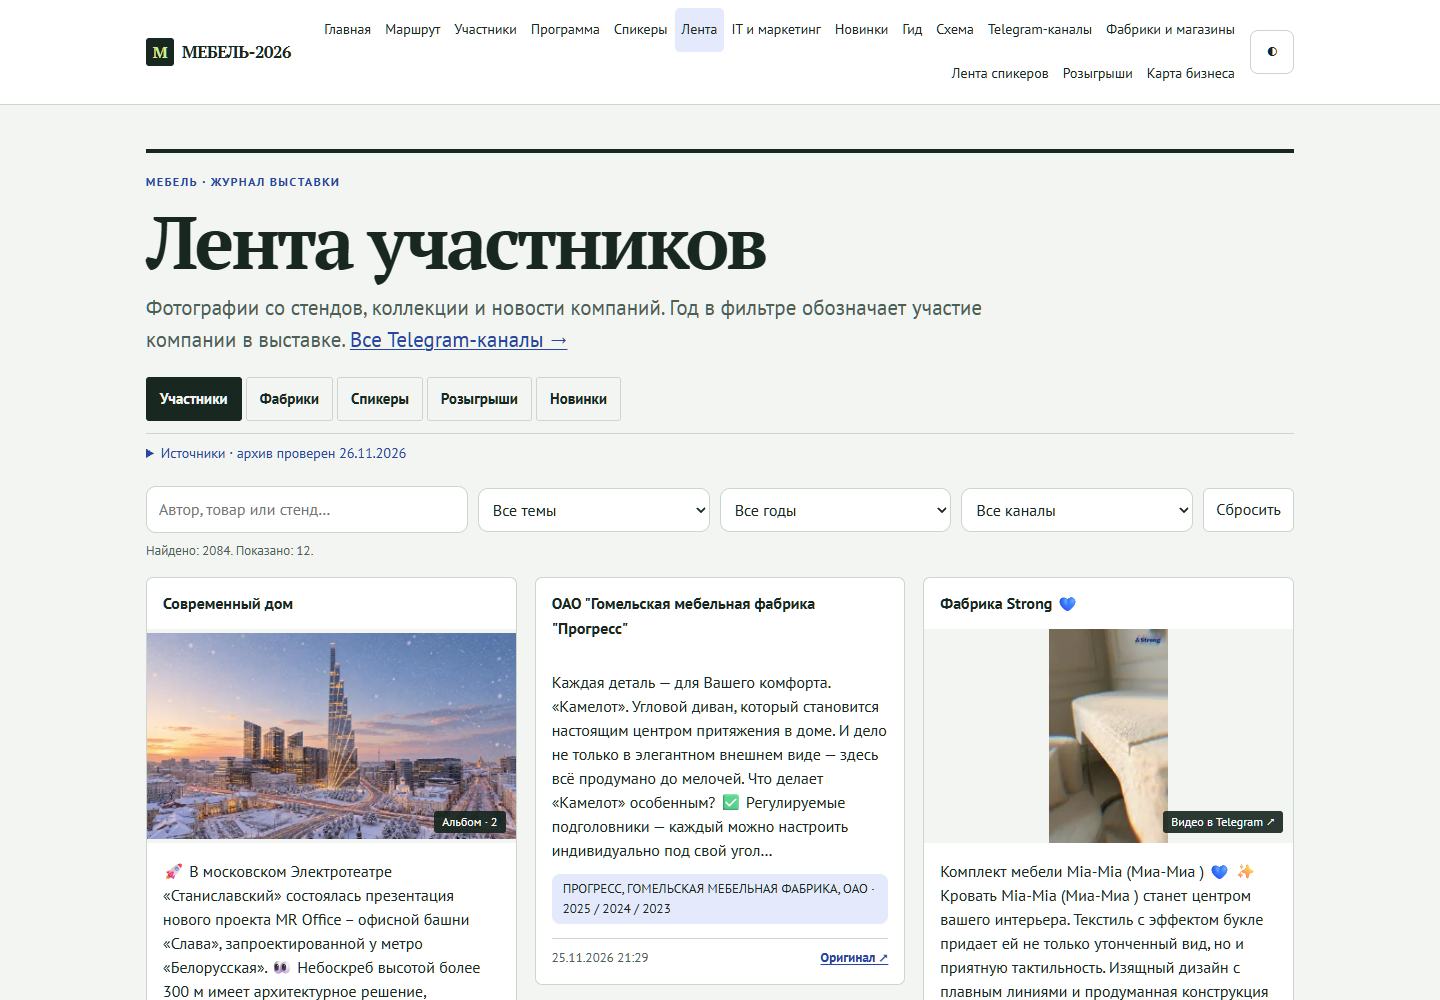 M МЕБЕЛЬ-2026
Главная Маршрут Участники Программа Спикеры Лента IT и маркетинг Новинки Гид Схема Telegram-каналы Фабрики и магазины
Лента спикеров Розыгрыши Карта бизнеса
МЕБЕЛЬ · ЖУРНАЛ ВЫСТАВКИ
Лента участников
Фотографии со стендов, коллекции и новости компаний. Год в фильтре обозначает участие
компании в выставке. Все Telegram-каналы →
Участники Фабрики Спикеры Розыгрыши Новинки
▶ Источники · архив проверен 26.11.2026
Автор, товар или стенд... Все темы Все годы Все каналы Сбросить
Найдено: 2084. Показано: 12.
Современный дом
Альбом · 2
🚀 В московском Электротеатре
«Станиславский» состоялась презентация
нового проекта MR Office – офисной башни
«Слава», запроектированной у метро
«Белорусская». 👀 Небоскреб высотой более
300 м имеет архитектурное решение,
ОАО "Гомельская мебельная фабрика
"Прогресс"
Каждая деталь — для Вашего комфорта.
«Камелот». Угловой диван, который становится
настоящим центром притяжения в доме. И дело
не только в элегантном внешнем виде — здесь
всё продумано до мелочей. Что делает
«Камелот» особенным? ✅ Регулируемые
подголовники — каждый можно настроить
индивидуально под свой угол...
ПРОГРЕСС, ГОМЕЛЬСКАЯ МЕБЕЛЬНАЯ ФАБРИКА, ОАО ·
2025 / 2024 / 2023
25.11.2026 21:29 Оригинал ↗
Фабрика Strong 💙
Strong
Видео в Telegram ↗
Комплект мебели Mia-Mia (Миа-Миа ) 💙 ✨
Кровать Mia-Mia (Миа-Миа ) станет центром
вашего интерьера. Текстиль с эффектом букле
придает ей не только утонченный вид, но и
приятную тактильность. Изящный дизайн с
плавным линиями и продуманная конструкция